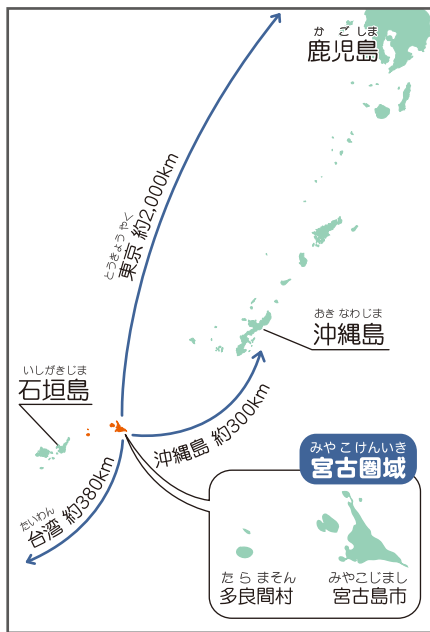 かごしま
鹿児島
とうきょう やく
東京 約2,000km
おきなわじま
沖縄島
いしがきじま
石垣島
沖縄島 約300km
たいわん
台湾 約380km
みやこけんいき
宮古圏域
たらまそん
多良間村
みやこじまし
宮古島市